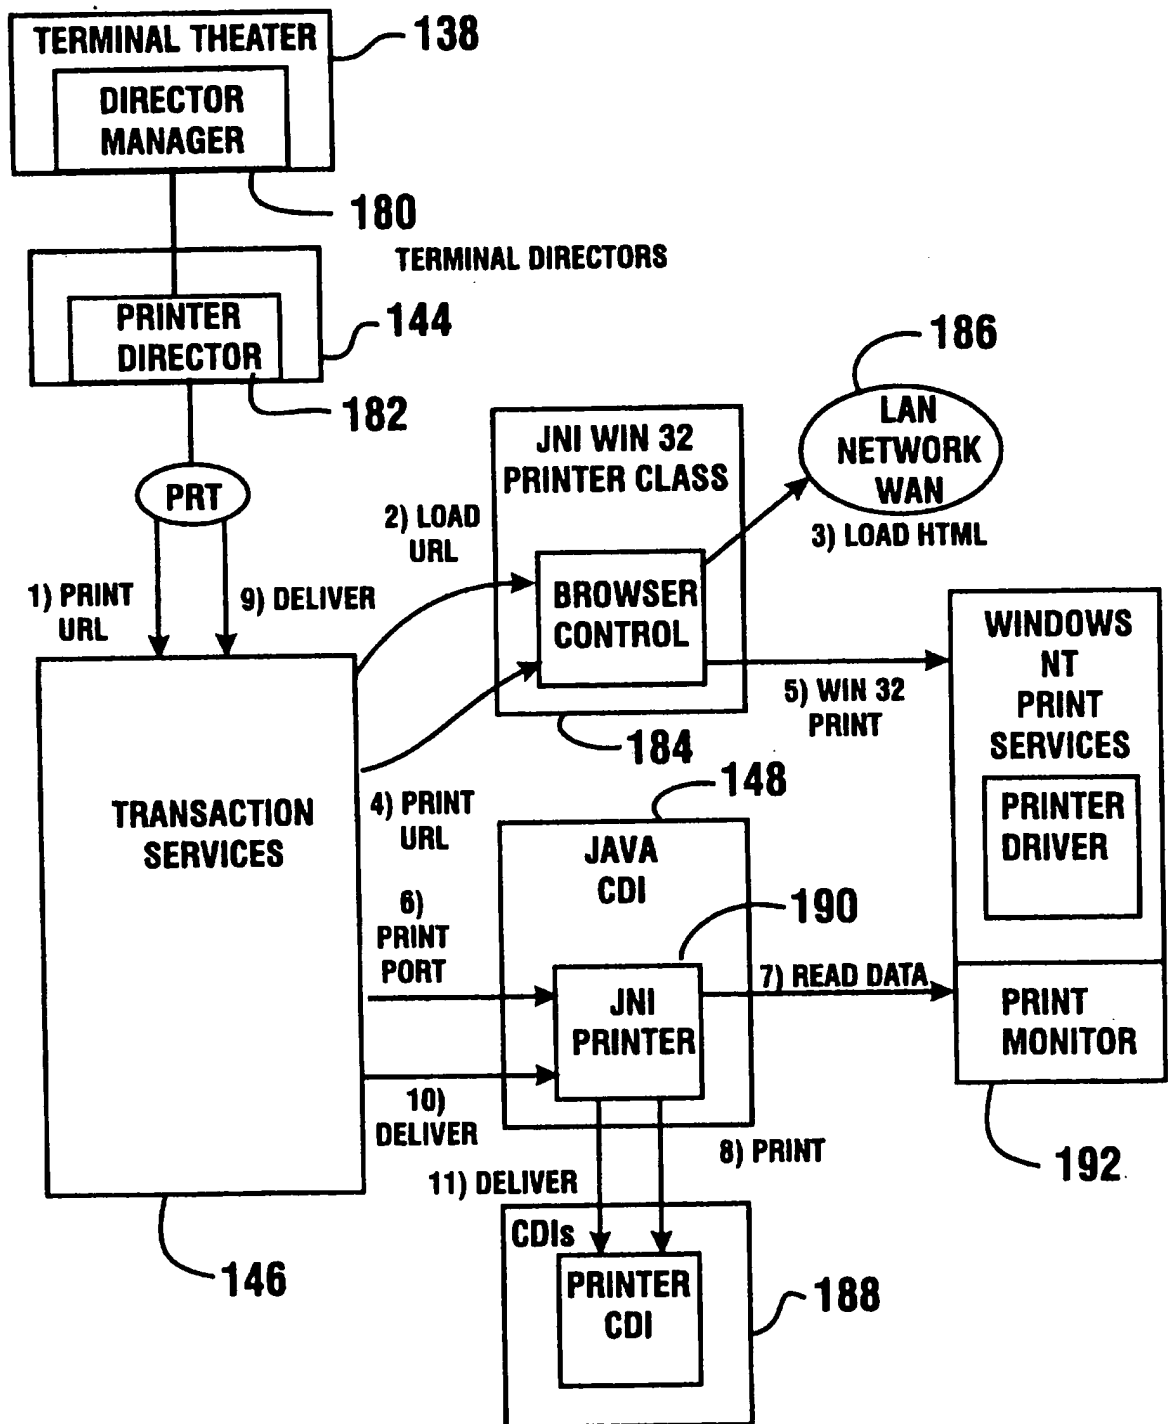 TERMINAL THEATER
138
DIRECTOR
MANAGER
180
TERMINAL DIRECTORS
PRINTER
DIRECTOR
144
182
PRT
1) PRINT
URL
9) DELIVER
2) LOAD
URL
JNI WIN 32
PRINTER CLASS
BROWSER
CONTROL
184
186
LAN
NETWORK
WAN
3) LOAD HTML
5) WIN 32
PRINT
WINDOWS
NT
PRINT
SERVICES
PRINTER
DRIVER
PRINT
MONITOR
192
TRANSACTION
SERVICES
146
4) PRINT
URL
6)
PRINT
PORT
10)
DELIVER
148
JAVA
CDI
190
JNI
PRINTER
7) READ DATA
8) PRINT
11) DELIVER
CDIs
PRINTER
CDI
188